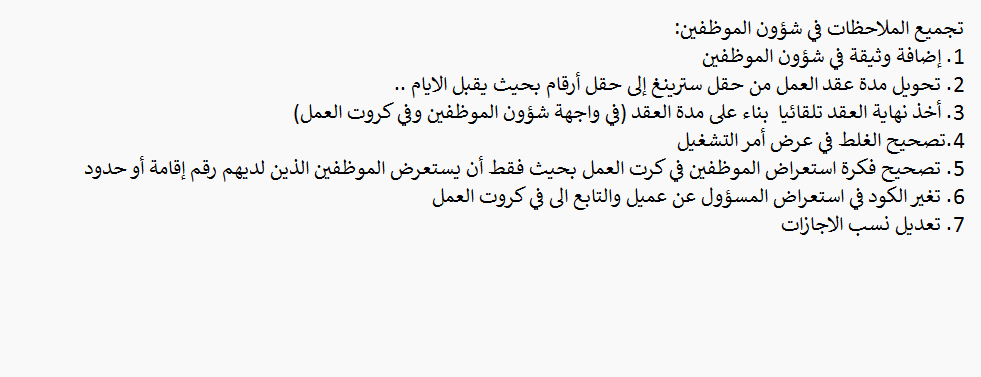 تجميع الملاحظات في شؤون الموظفين:
1. إضافة وثيقة في شؤون الموظفين
2. تحويل مدة عقد العمل من حقل سترينغ إلى حقل أرقام بحيث يقبل الايام ..
3. أخذ نهاية العقد تلقائيا  بناء على مدة العقد (في واجهة شؤون الموظفين وفي كروت العمل)
4.تصحيح الغلط في عرض أمر التشغيل
5. تصحيح فكرة استعراض الموظفين في كرت العمل بحيث فقط أن يستعرض الموظفين الذين لديهم رقم إقامة أو حدود
6. تغير الكود في استعراض المسؤول عن عميل والتابع الى في كروت العمل
7. تعديل نسب الاجازات